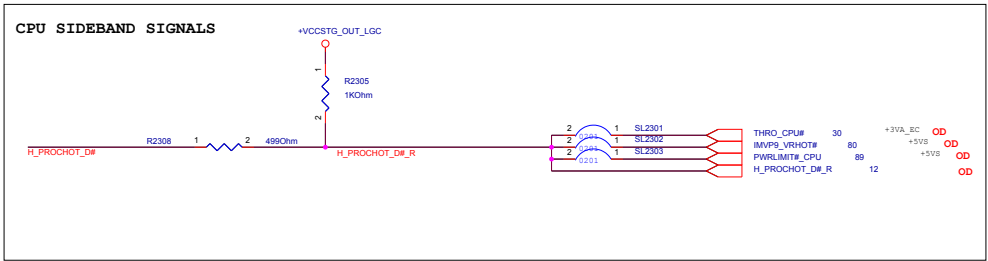 CPU SIDEBAND SIGNALS
+VCCSTG_OUT_LGC
1
R2305
1KOhm
2
R2308 1 2 499Ohm
H_PROCHOT_D# H_PROCHOT_D#_R
2 0201 1 SL2301 THRO_CPU# 30 +3VA_EC OD
2 0201 1 SL2302 IMVP9_VRHOT# 80 +5VS OD
2 0201 1 SL2303 PWRLIMIT#_CPU 89 +5VS OD
H_PROCHOT_D#_R 12 OD